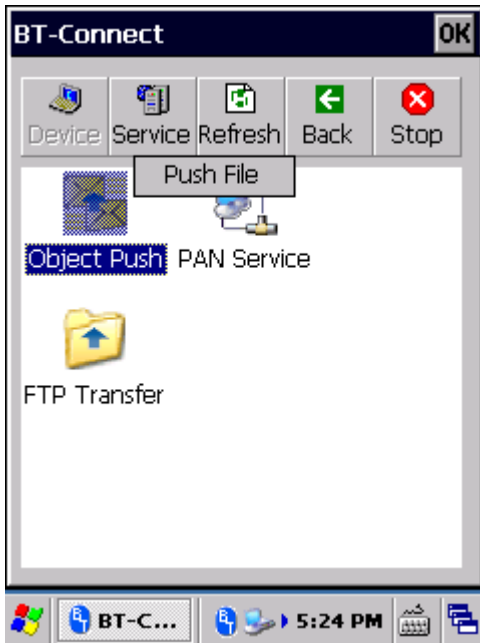 BT-Connect OK
Device Service Refresh Back Stop
Push File
Object Push PAN Service
FTP Transfer
BT-C... 5:24 PM